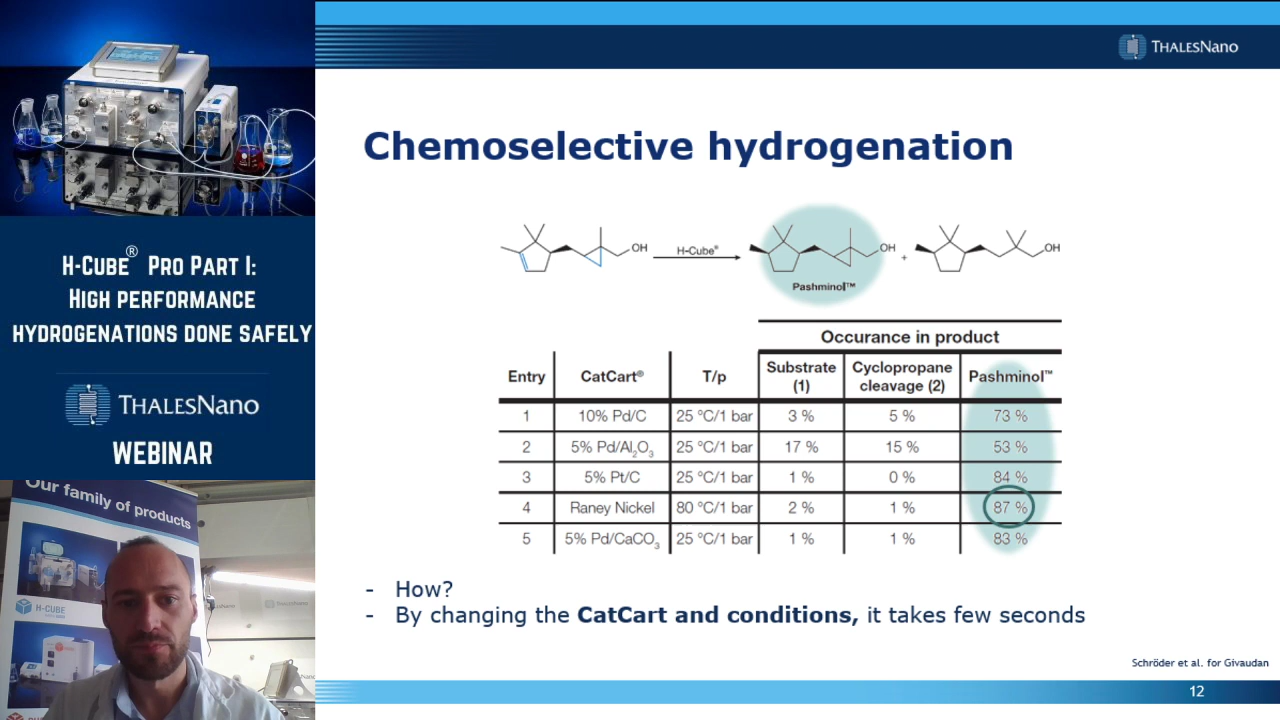 H-Cube® Pro Part I:
High performance
hydrogenations done safely
ThalesNano
WEBINAR
Our family of products
H-CUBE
ThalesNano
Chemoselective hydrogenation
OH
H-Cube®
OH
+
OH
Pashminol™
Occurance in product
Entry CatCart® T/p Substrate (1) Cyclopropane cleavage (2) Pashminol™
1 10% Pd/C 25 °C/1 bar 3 % 5 % 73 %
2 5% Pd/Al₂O₃ 25 °C/1 bar 17 % 15 % 53 %
3 5% Pt/C 25 °C/1 bar 1 % 0 % 84 %
4 Raney Nickel 80 °C/1 bar 2 % 1 % 87 %
5 5% Pd/CaCO₃ 25 °C/1 bar 1 % 1 % 83 %
- How?
- By changing the CatCart and conditions, it takes few seconds
Schröder et al. for Givaudan
12